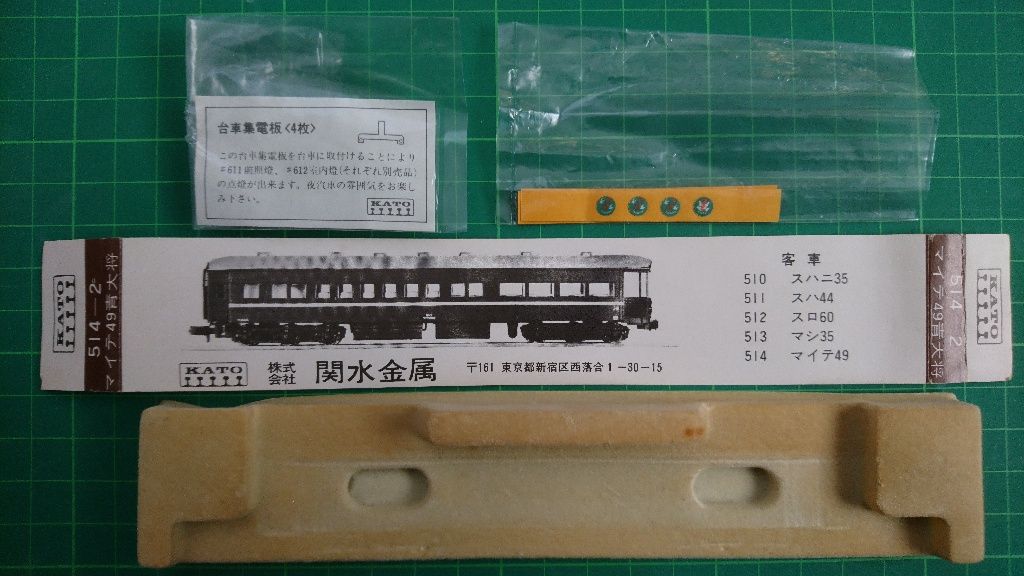 台車集電板〈4枚〉
この台車集電板を台車に取付けることにより
#611前照燈、#612室内燈(それぞれ別売品)
の点燈が出来ます。夜汽車の雰囲気をお楽し
み下さい。
KATO
KATO
514-2
マイテ49青大将
客車
510 スハニ35
511 スハ44
512 スロ60
513 マシ35
514 マイテ49
KATO
株式会社 関水金属
〒161 東京都新宿区西落合1-30-15
514 2
マイテ49青大将
KATO